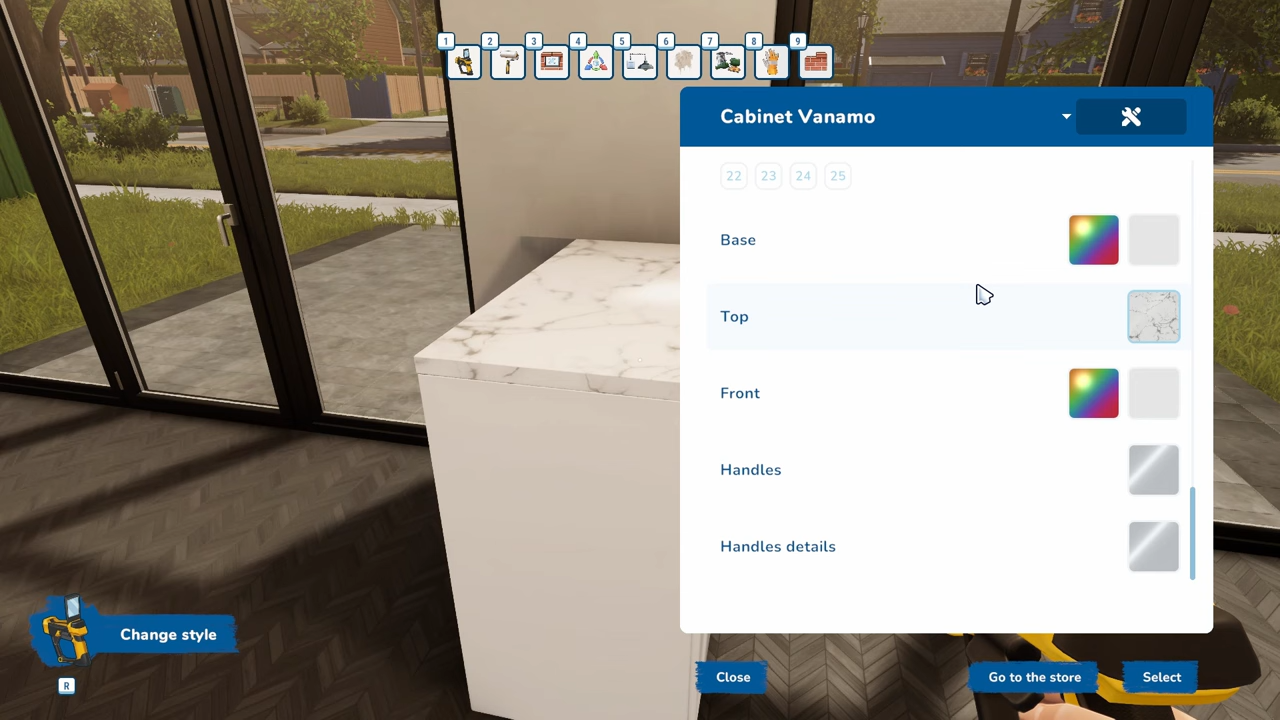 1 2 3 4 5 6 7 8 9
Cabinet Vanamo
22 23 24 25
Base
Top
Front
Handles
Handles details
Change style
R
Close
Go to the store
Select